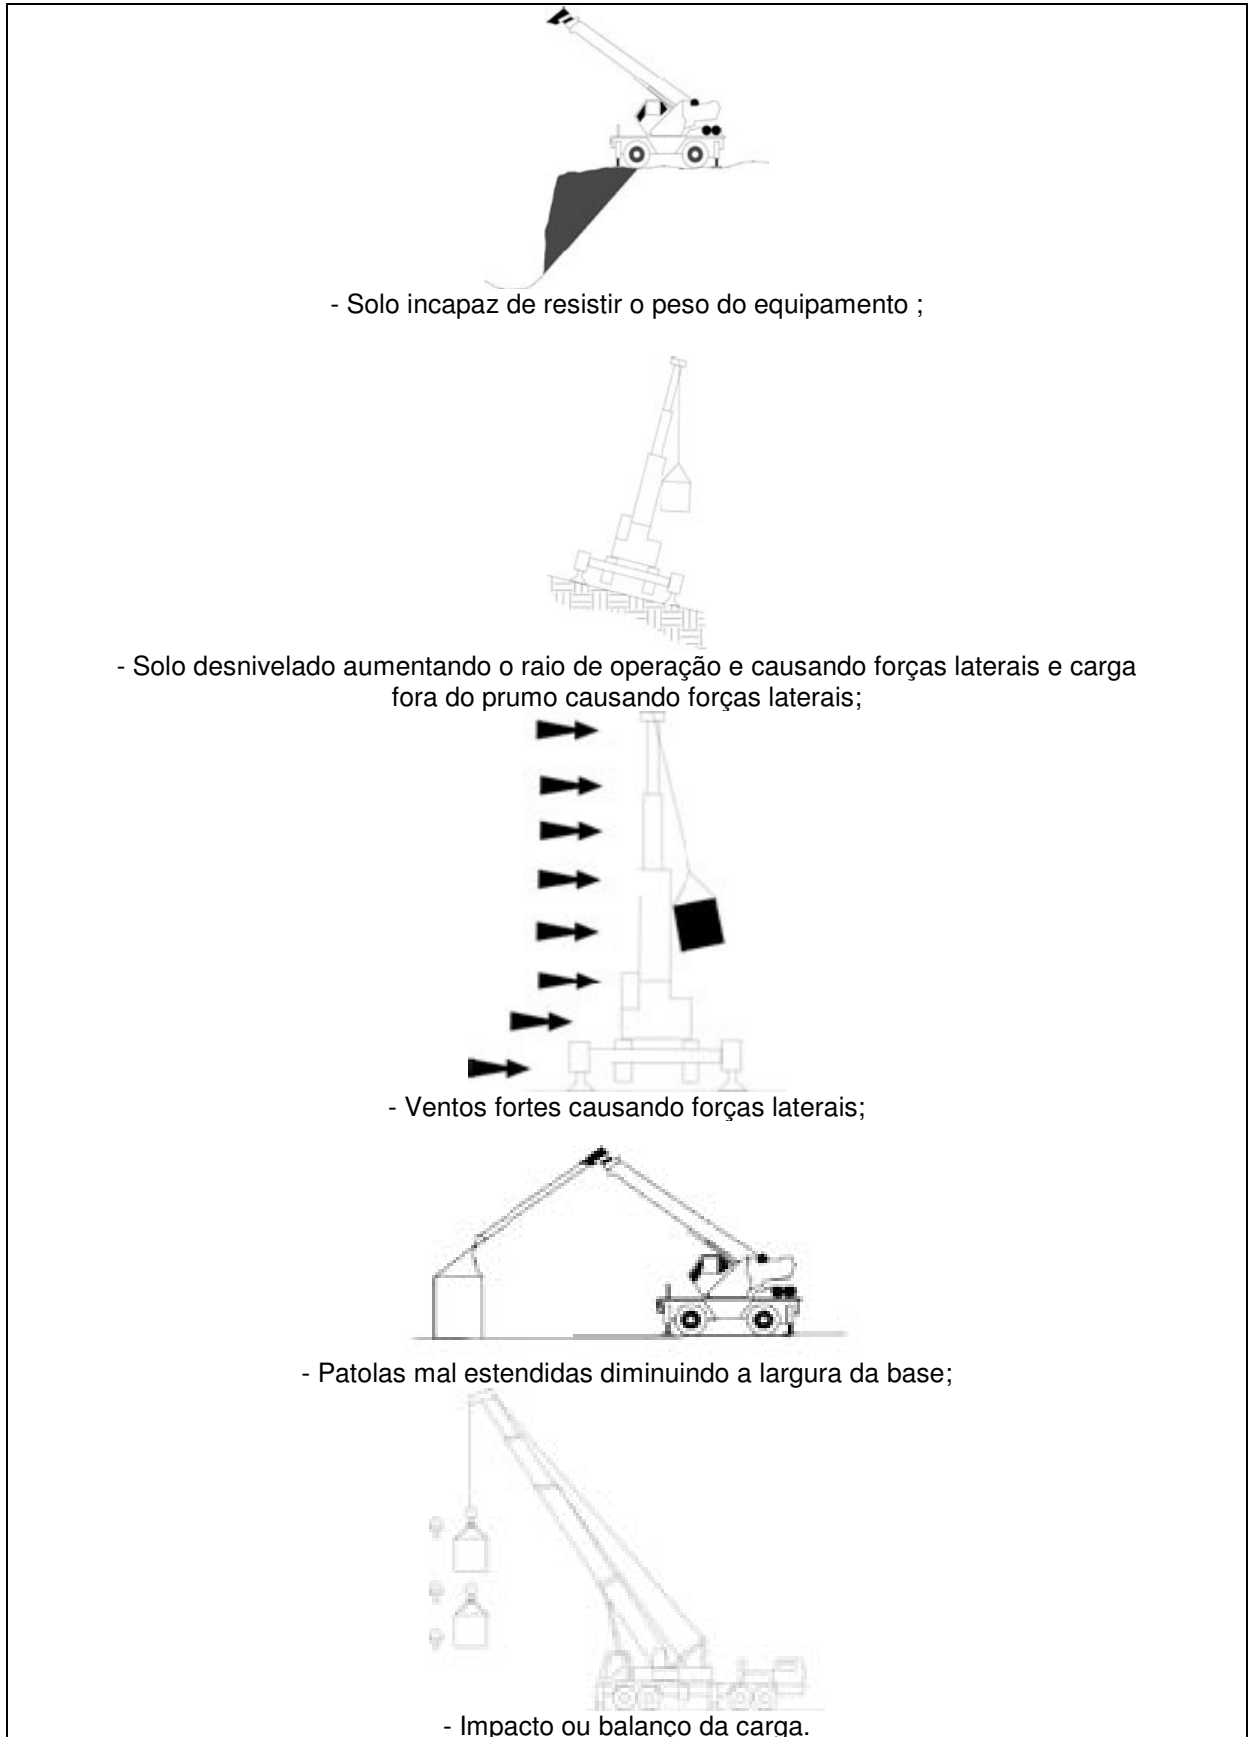 - Solo incapaz de resistir o peso do equipamento ;
- Solo desnivelado aumentando o raio de operação e causando forças laterais e carga
fora do prumo causando forças laterais;
- Ventos fortes causando forças laterais;
- Patolas mal estendidas diminuindo a largura da base;
- Impacto ou balanço da carga.